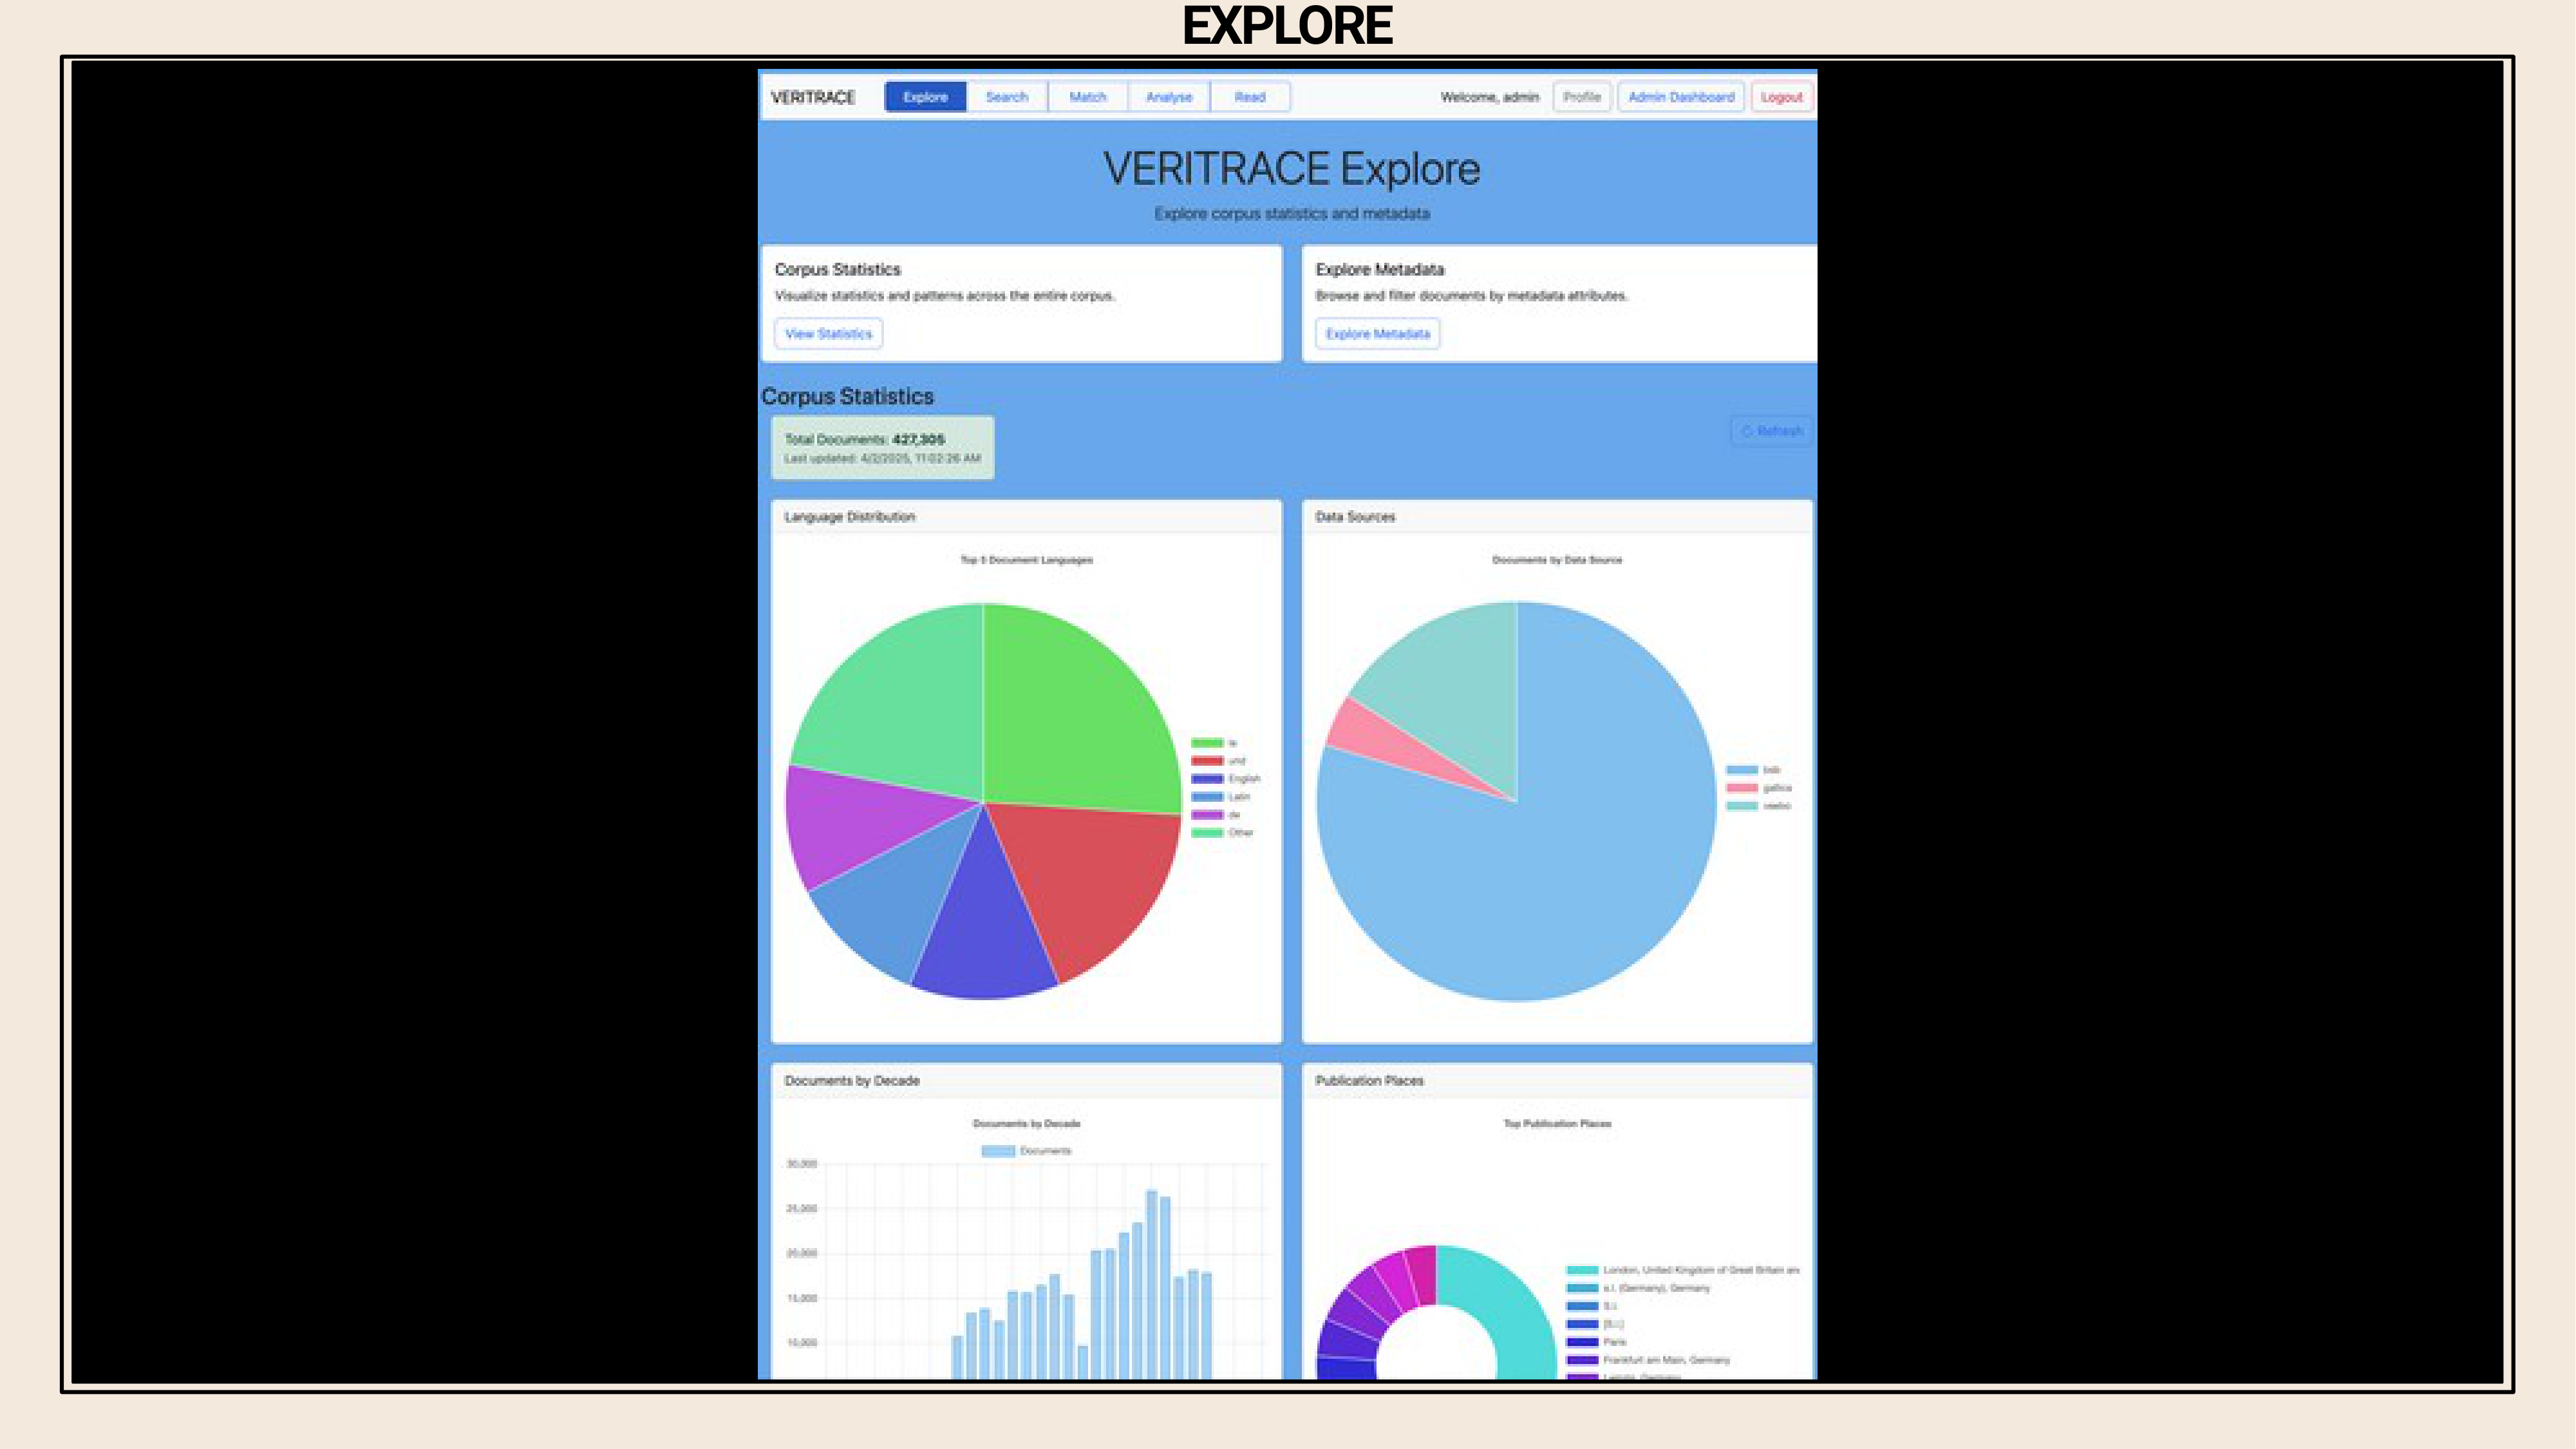 EXPLORE
VERITRACE Explore Search Match Analyse Read Welcome, admin Profile Admin Dashboard Logout
VERITRACE Explore
Explore corpus statistics and metadata
Corpus Statistics
Visualize statistics and patterns across the entire corpus.
View Statistics
Explore Metadata
Browse and filter documents by metadata attributes.
Explore Metadata
Corpus Statistics
Total Documents: 427,305
Last updated: 4/2/2025, 11:02:26 AM
Refresh
Language Distribution
Top 5 Document Languages
la
und
English
Latin
de
Other
Data Sources
Documents by Data Source
bsb
gallica
Documents by Decade
Documents by Decade
Documents
30,000
25,000
20,000
15,000
10,000
Publication Places
Top Publication Places
London, United Kingdom of Great Britain an
s.l. (Germany), Germany
S.l.
[S.l.]
Paris
Frankfurt am Main, Germany
Leipzig, Germany